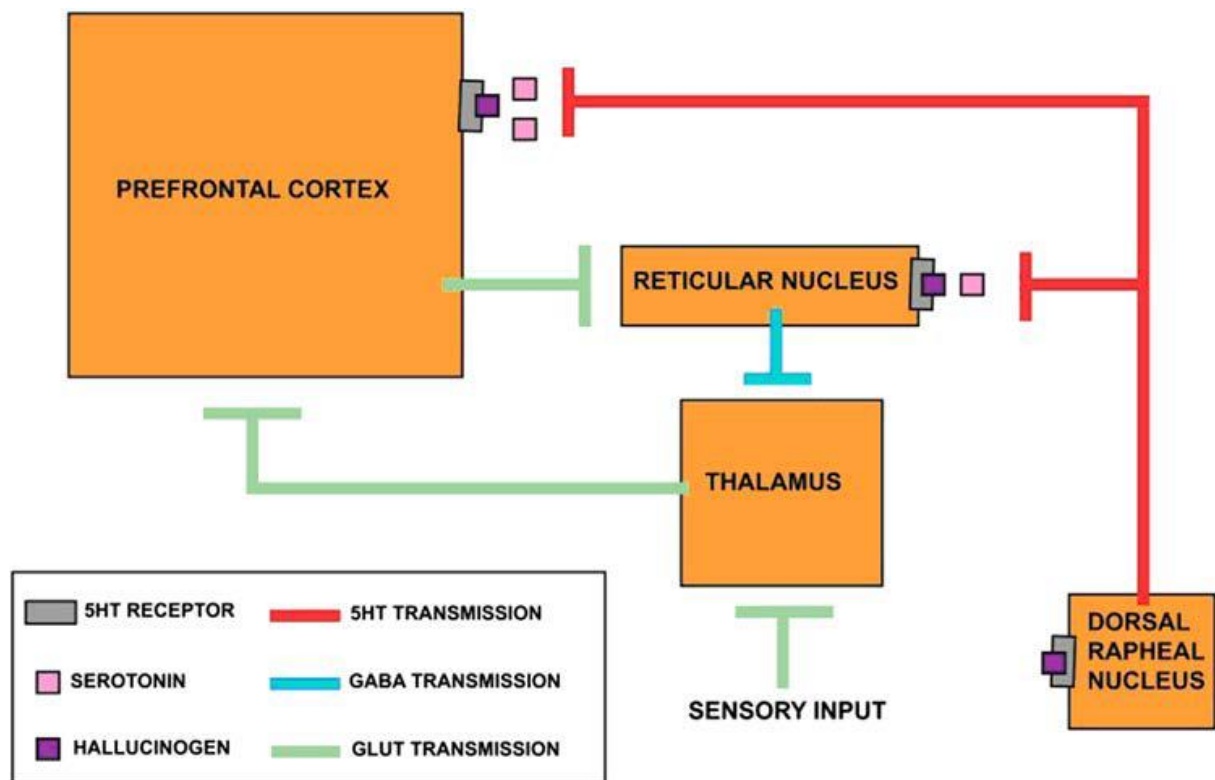 PREFRONTAL CORTEX
RETICULAR NUCLEUS
THALAMUS
DORSAL
RAPHEAL
NUCLEUS
SENSORY INPUT
5HT RECEPTOR
5HT TRANSMISSION
SEROTONIN
GABA TRANSMISSION
HALLUCINOGEN
GLUT TRANSMISSION